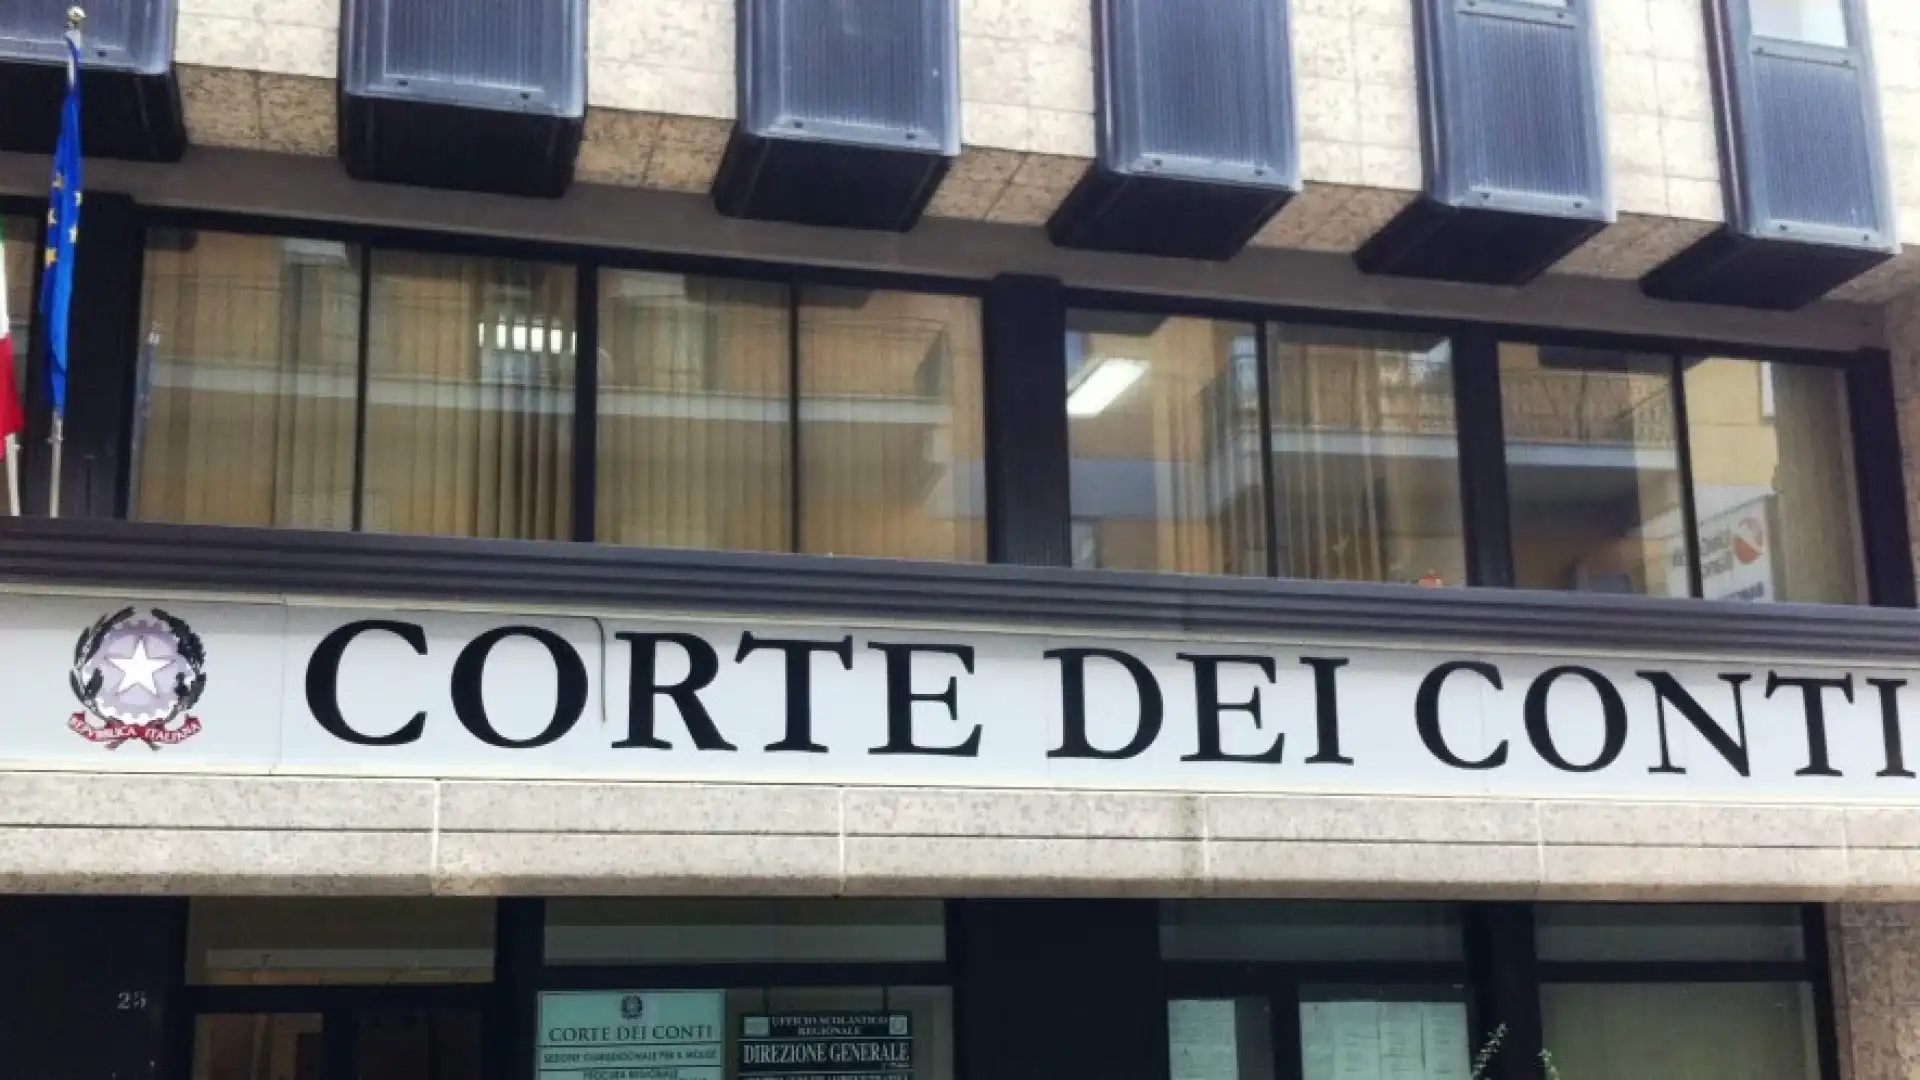 CORTE DEI CONTI
REPVBBLICA ITALIANA
25
CORTE DEI CONTI
SEZIONE GIURISDIZIONALE PER IL MOLISE
PROCURA REGIONALE
UFFICIO SCOLASTICO
REGIONALE
DIREZIONE GENERALE